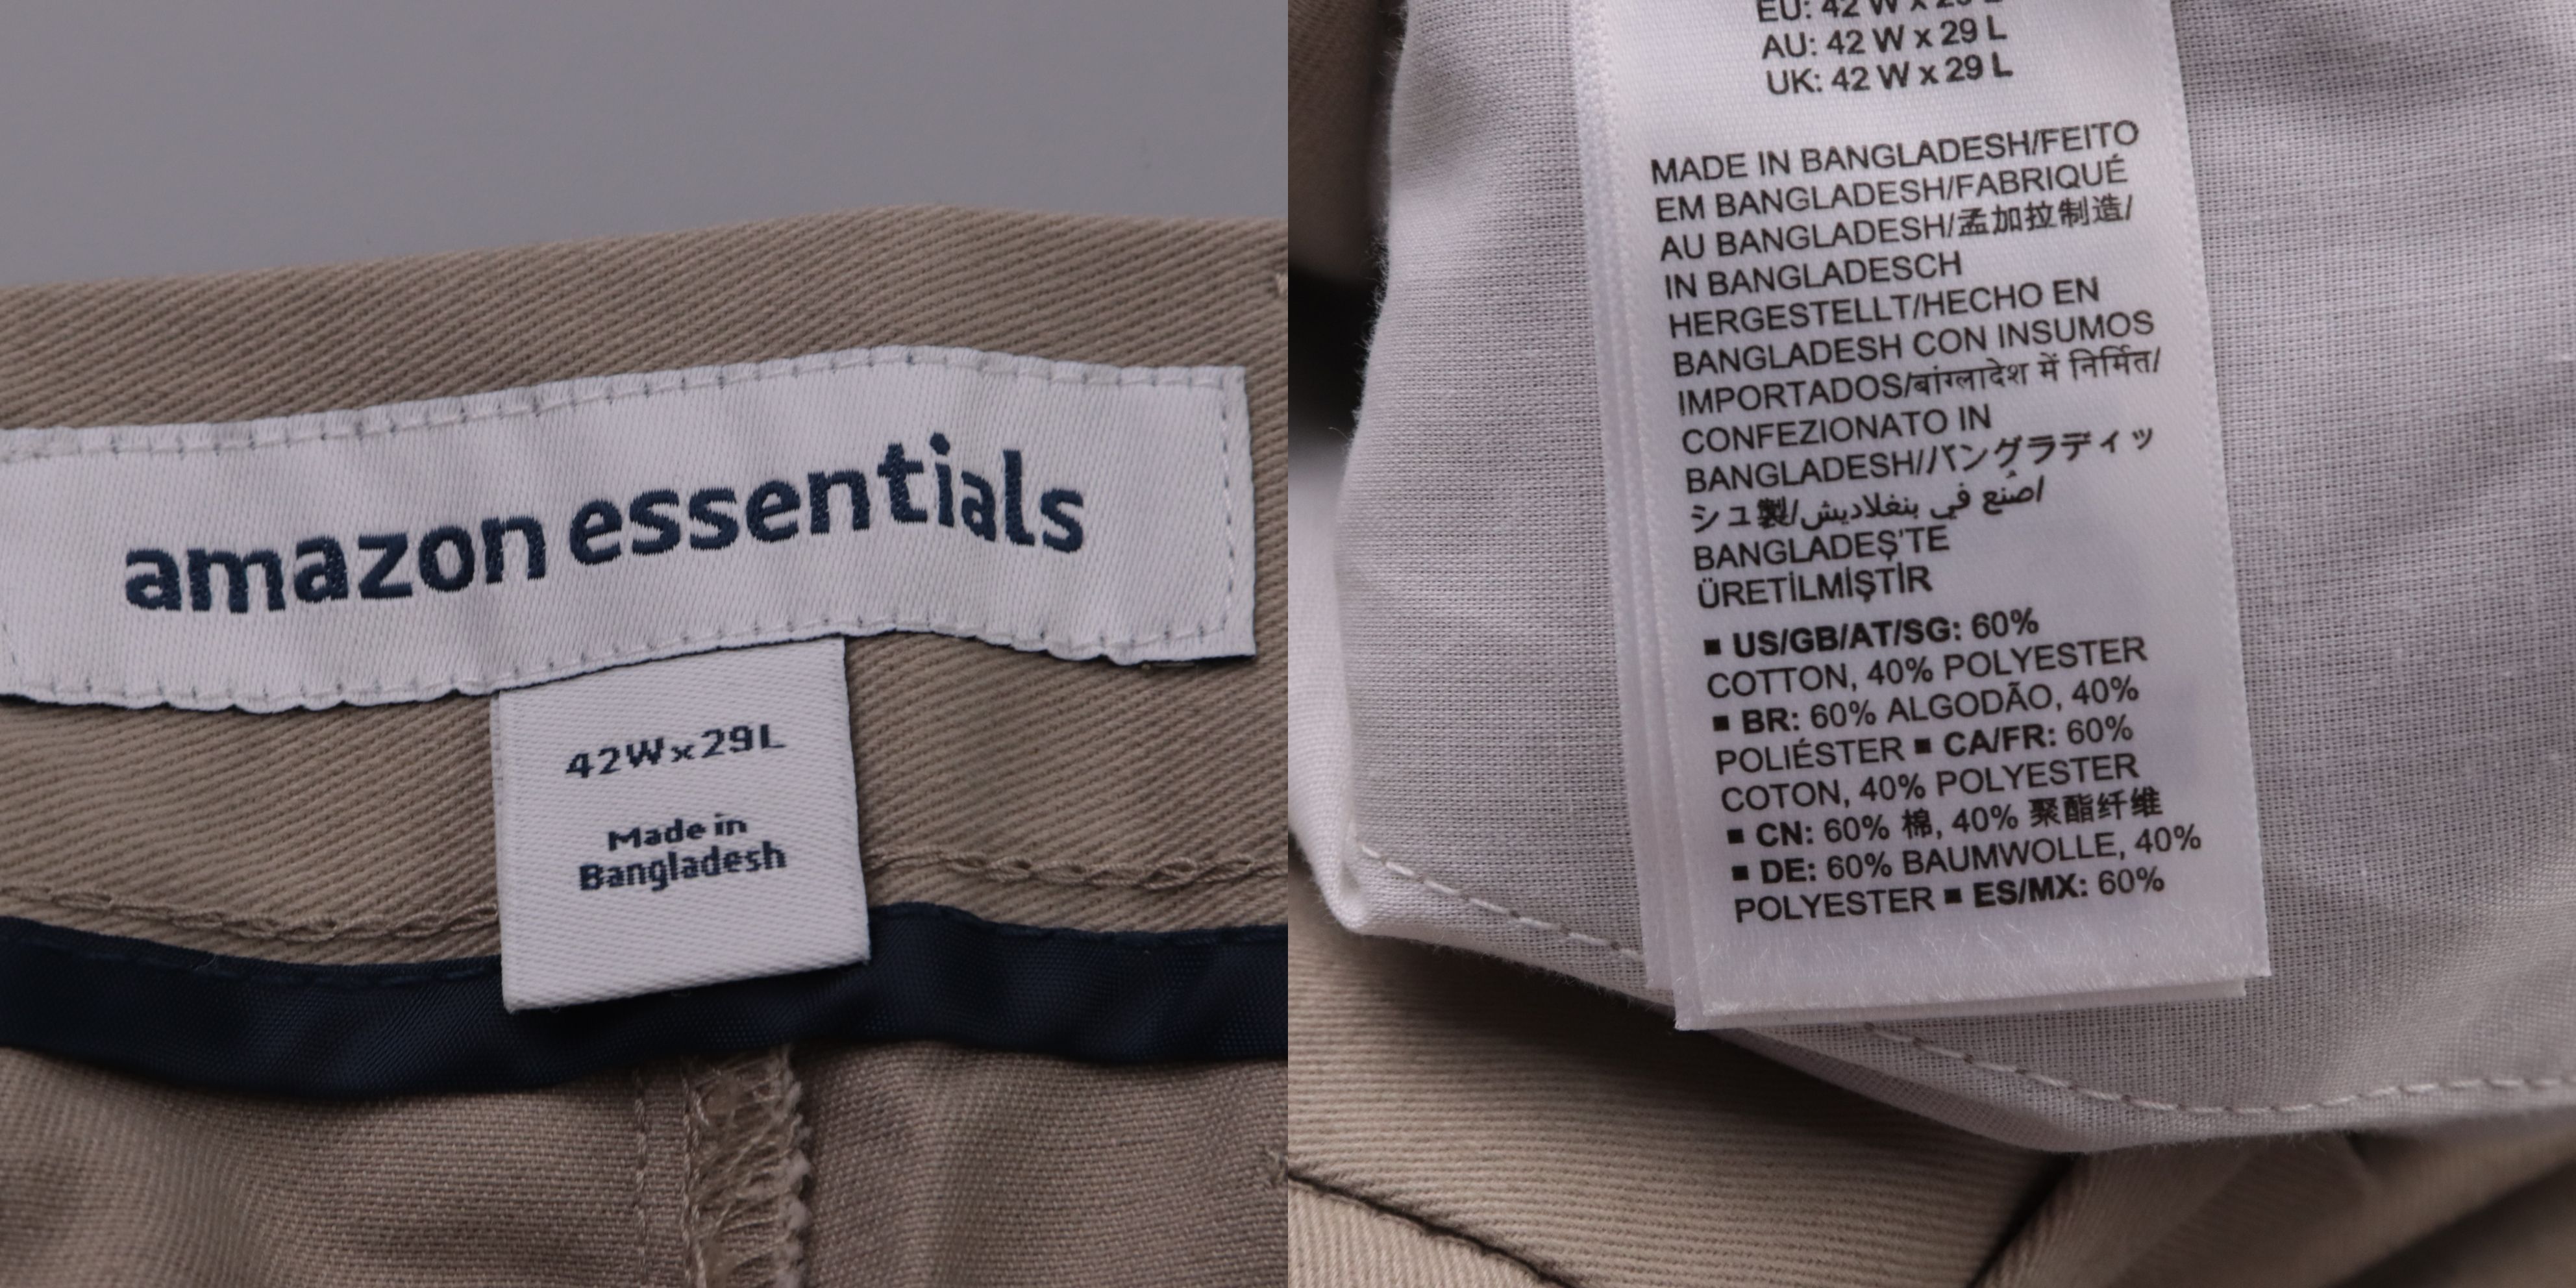 amazon essentials
42W x 29L
Made in
Bangladesh
EU: 42 W x 29 L
AU: 42 W x 29 L
UK: 42 W x 29 L
MADE IN BANGLADESH/FEITO
EM BANGLADESH/FABRIQUÉ
AU BANGLADESH/孟加拉制造/
IN BANGLADESCH
HERGESTELLT/HECHO EN
BANGLADESH CON INSUMOS
IMPORTADOS/बांग्लादेश में निर्मित/
CONFEZIONATO IN
BANGLADESH/バングラディッ
シュ製/صُنع في بنغلاديش/
BANGLADEŞ'TE
ÜRETİLMİŞTİR
■ US/GB/AT/SG: 60%
COTTON, 40% POLYESTER
■ BR: 60% ALGODÃO, 40%
POLIÉSTER ■ CA/FR: 60%
COTON, 40% POLYESTER
■ CN: 60% 棉, 40% 聚酯纤维
■ DE: 60% BAUMWOLLE, 40%
POLYESTER ■ ES/MX: 60%